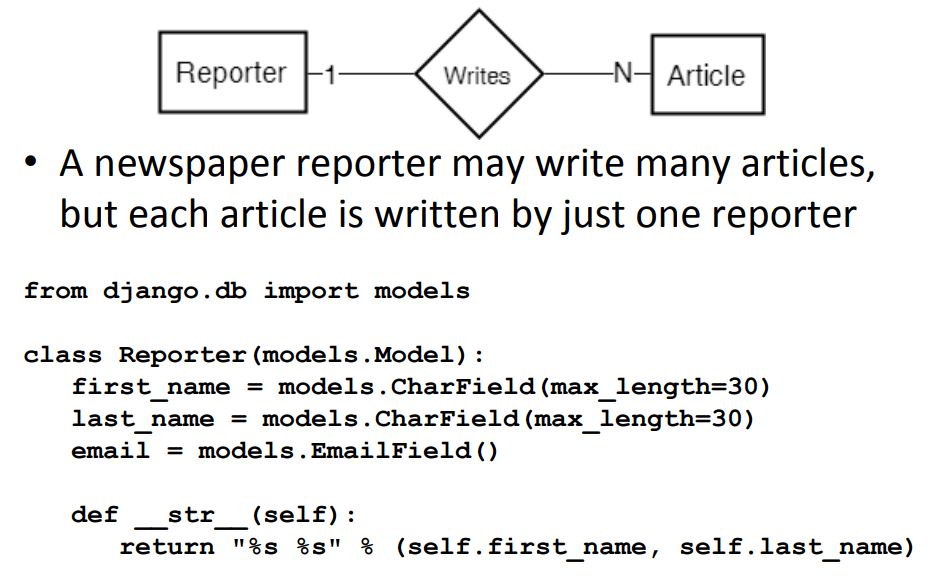 Reporter 1 Writes N Article
• A newspaper reporter may write many articles,
but each article is written by just one reporter
from django.db import models
class Reporter(models.Model):
   first_name = models.CharField(max_length=30)
   last_name = models.CharField(max_length=30)
   email = models.EmailField()
   def __str__(self):
      return "%s %s" % (self.first_name, self.last_name)